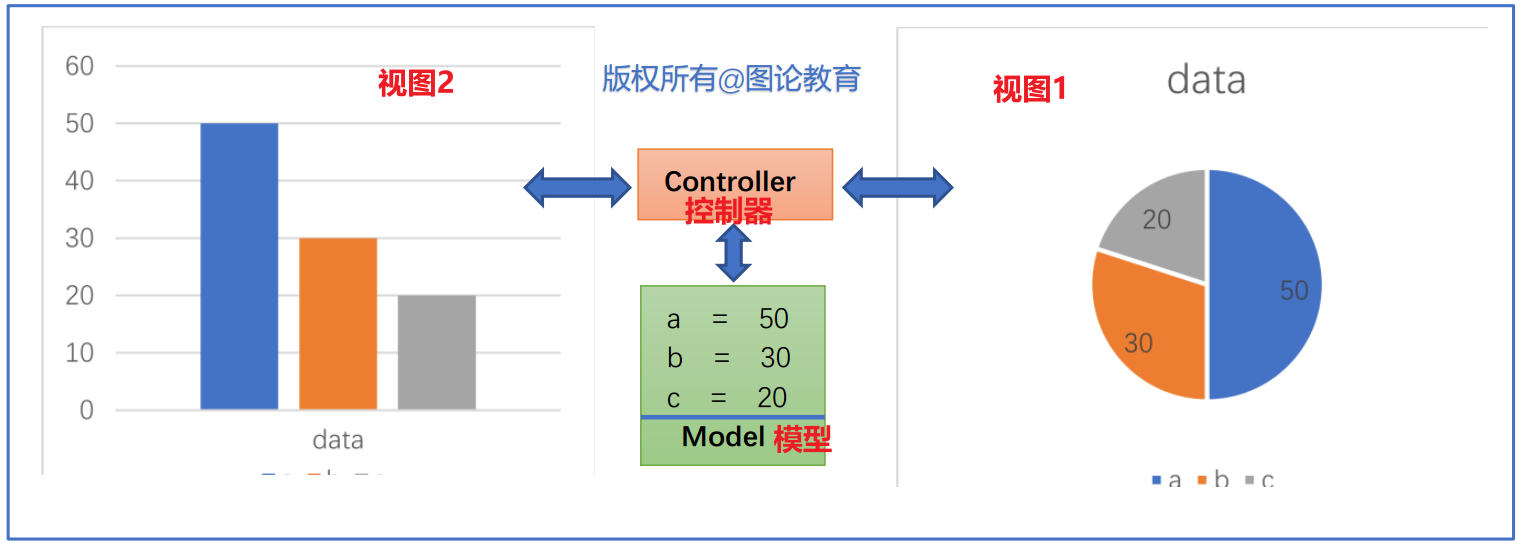 60
50
40
30
20
10
0
视图2
data
版权所有@图论教育
Controller
控制器
a = 50
b = 30
c = 20
Model 模型
视图1
data
20
50
30
a b c